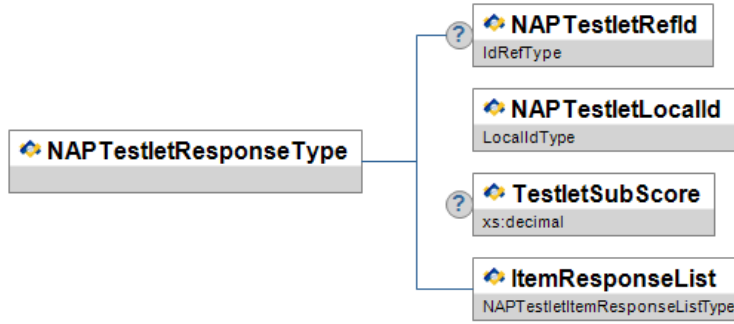 ? NAPTestletRefId
IdRefType
NAPTestletLocalId
LocalIdType
NAPTestletResponseType
? TestletSubScore
xs:decimal
ItemResponseList
NAPTestletItemResponseListType